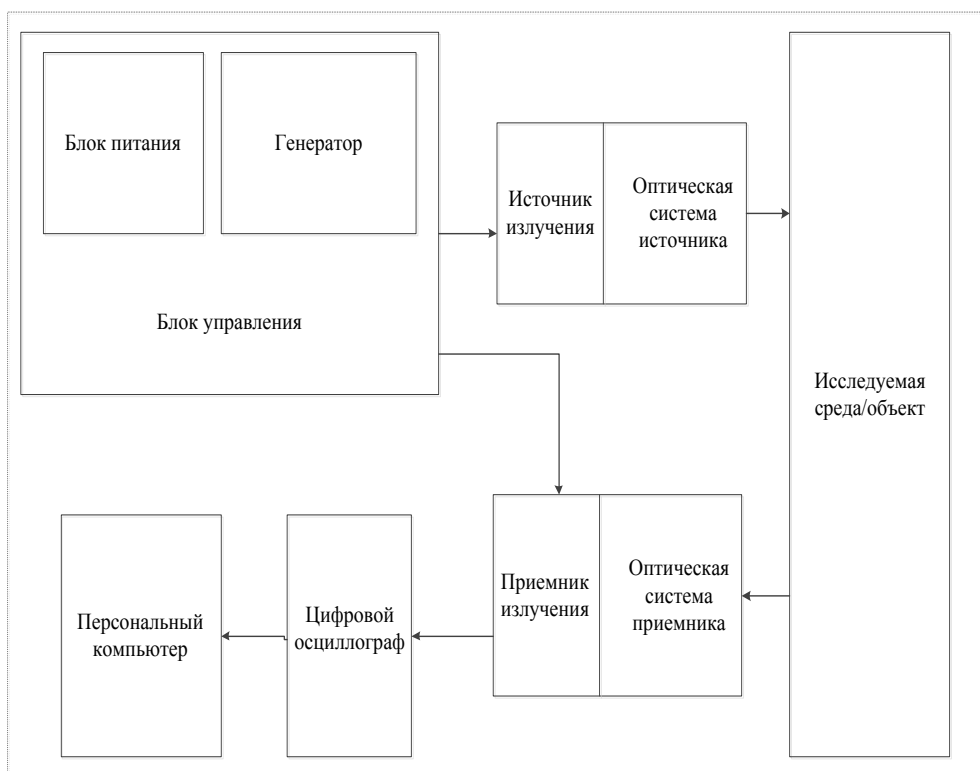 Блок питания
Генератор
Блок управления
Источник
излучения
Оптическая
система
источника
Исследуемая
среда/объект
Персональный
компьютер
Цифровой
осциллограф
Приемник
излучения
Оптическая
система
приемника